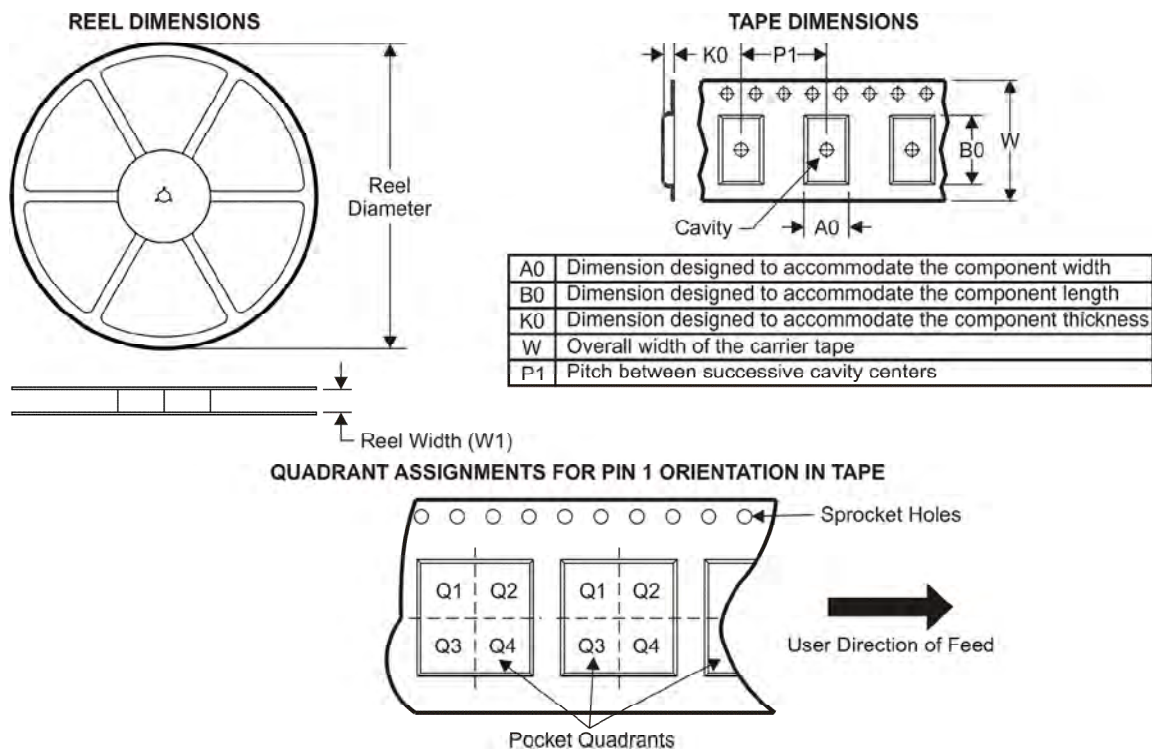 REEL DIMENSIONS
Reel
Diameter
Reel Width (W1)
TAPE DIMENSIONS
K0
P1
B0
W
Cavity
A0
A0 Dimension designed to accommodate the component width
B0 Dimension designed to accommodate the component length
K0 Dimension designed to accommodate the component thickness
W Overall width of the carrier tape
P1 Pitch between successive cavity centers
QUADRANT ASSIGNMENTS FOR PIN 1 ORIENTATION IN TAPE
Sprocket Holes
Q1 Q2 Q1 Q2
Q3 Q4 Q3 Q4
User Direction of Feed
Pocket Quadrants